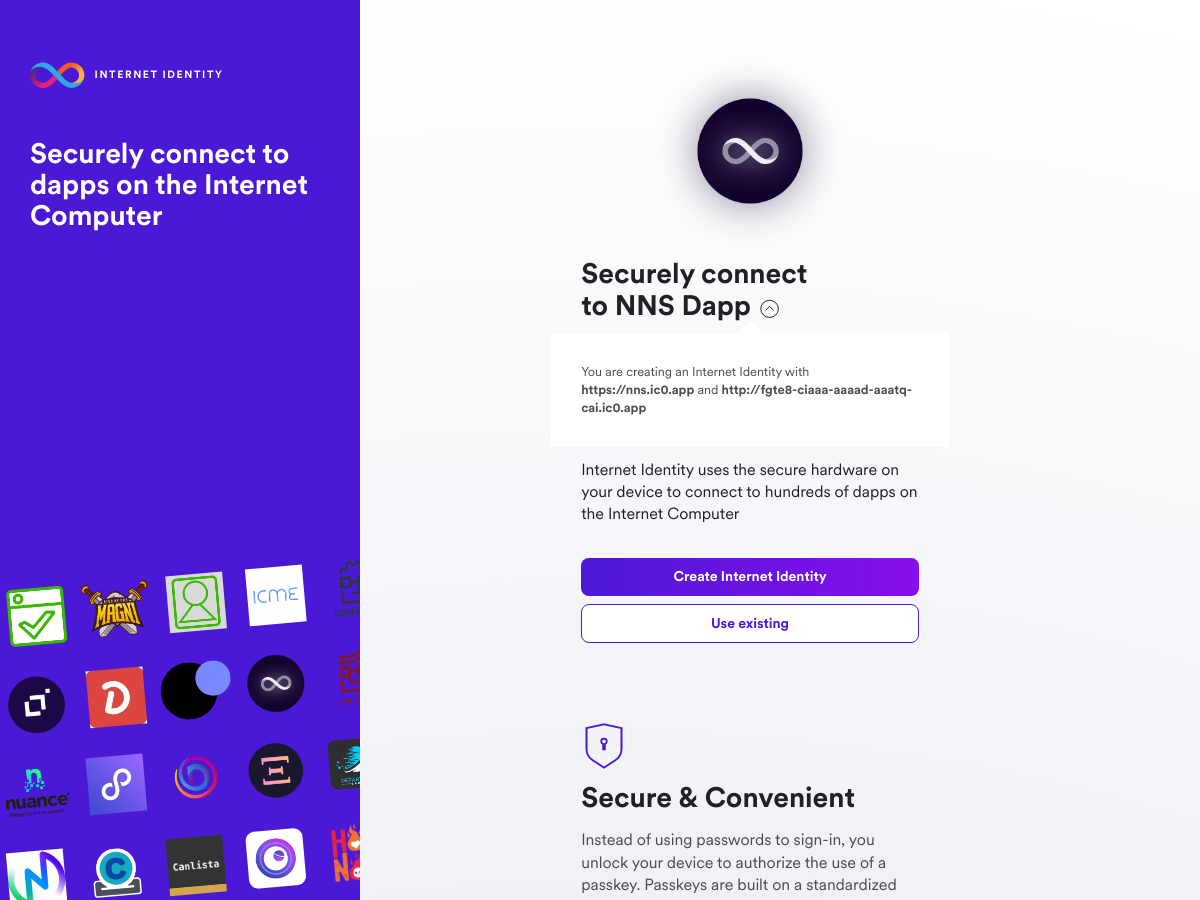 INTERNET IDENTITY
Securely connect to
dapps on the Internet
Computer
Securely connect
to NNS Dapp
You are creating an Internet Identity with
https://nns.ic0.app and http://fgte8-ciaaa-aaaad-aaatq-
cai.ic0.app
Internet Identity uses the secure hardware on
your device to connect to hundreds of dapps on
the Internet Computer
Create Internet Identity
Use existing
Secure & Convenient
Instead of using passwords to sign-in, you
unlock your device to authorize the use of a
passkey. Passkeys are built on a standardized
MAGNI
ICME
nuance
Canlista